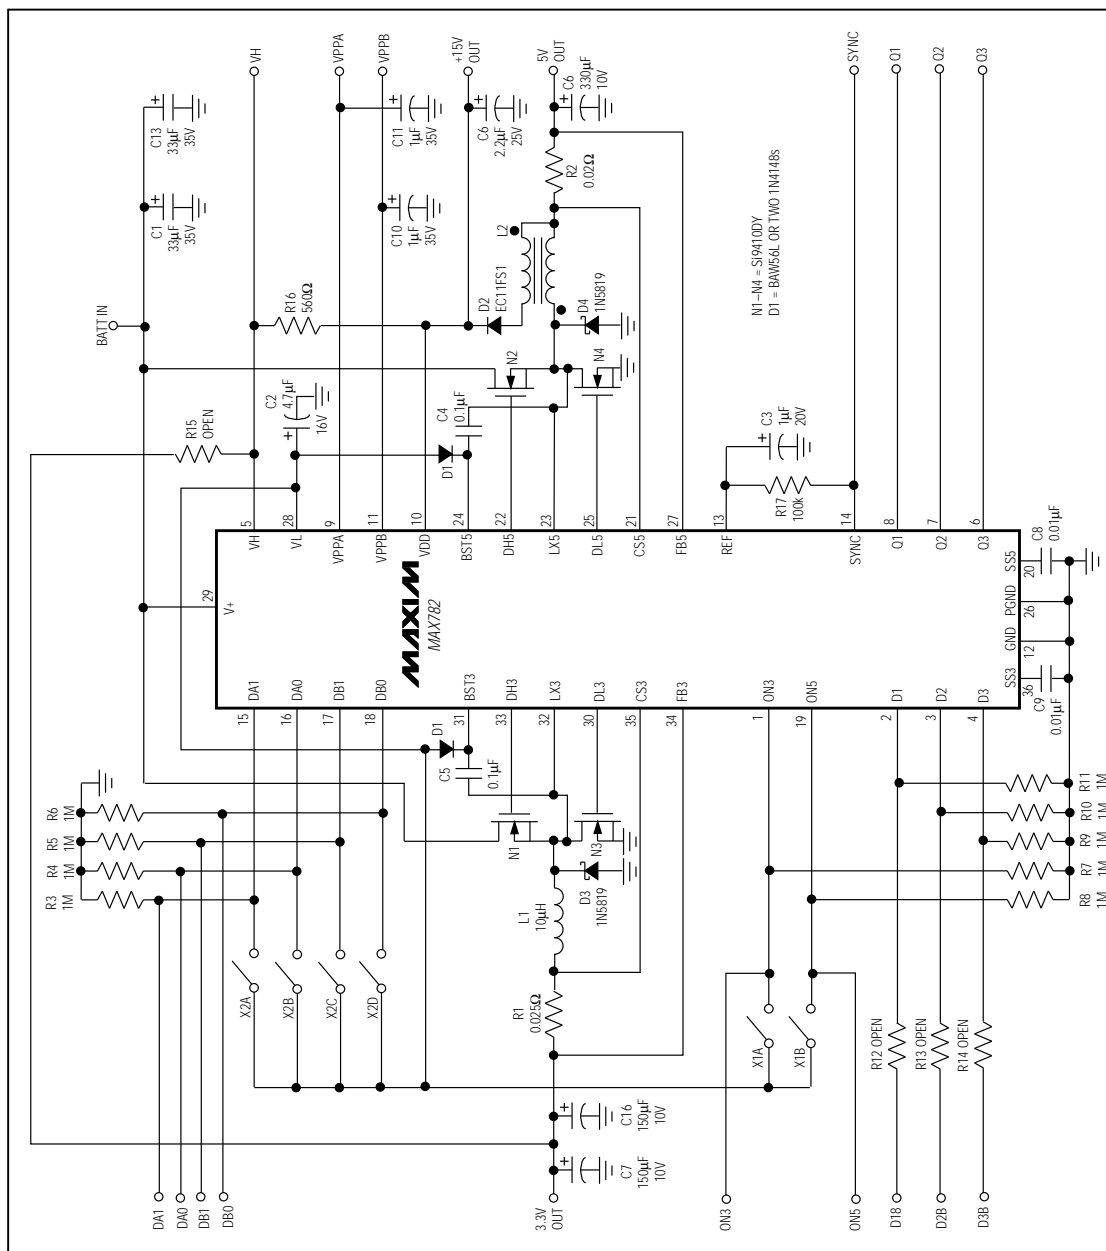 BATT IN
C1
33µF
35V
C13
33µF
35V
VH
VPPA
VPPB
+15V
OUT
5V
OUT
SYNC
Q1
Q2
Q3
C11
1µF
35V
C10
1µF
35V
C6
2.2µF
25V
C6
330µF
10V
R2
0.02Ω
L2
R15
OPEN
R16
560Ω
C2
4.7µF
16V
D2
EC11FS1
D4
1N5819
N2
N4
C4
0.1µF
D1
C3
1µF
20V
R17
100k
N1–N4 = Si9410DY
D1 = BAW56L OR TWO 1N4148s
5
28
9
11
10
24
22
23
25
21
27
13
14
8
7
6
VH
VL
VPPA
VPPB
VDD
BST5
DH5
LX5
DL5
CS5
FB5
REF
SYNC
Q1
Q2
Q3
29
V+
MAXIM
MAX782
SS5
20
PGND
26
GND
12
SS3
36
C8
0.01µF
C9
0.01µF
DA1
DA0
DB1
DB0
BST3
DH3
LX3
DL3
CS3
FB3
ON3
ON5
D1
D2
D3
15
16
17
18
31
33
32
30
35
34
1
19
2
3
4
R6
1M
R5
1M
R4
1M
R3
1M
D1
C5
0.1µF
N1
N3
D3
1N5819
L1
10µH
R1
0.025Ω
R11
1M
R10
1M
R9
1M
R7
1M
R8
1M
X2A
X2B
X2C
X2D
X1A
X1B
R12 OPEN
R13 OPEN
R14 OPEN
C16
150µF
10V
C7
150µF
10V
DA1
DA0
DB1
DB0
3.3V
OUT
ON3
ON5
D18
D2B
D3B